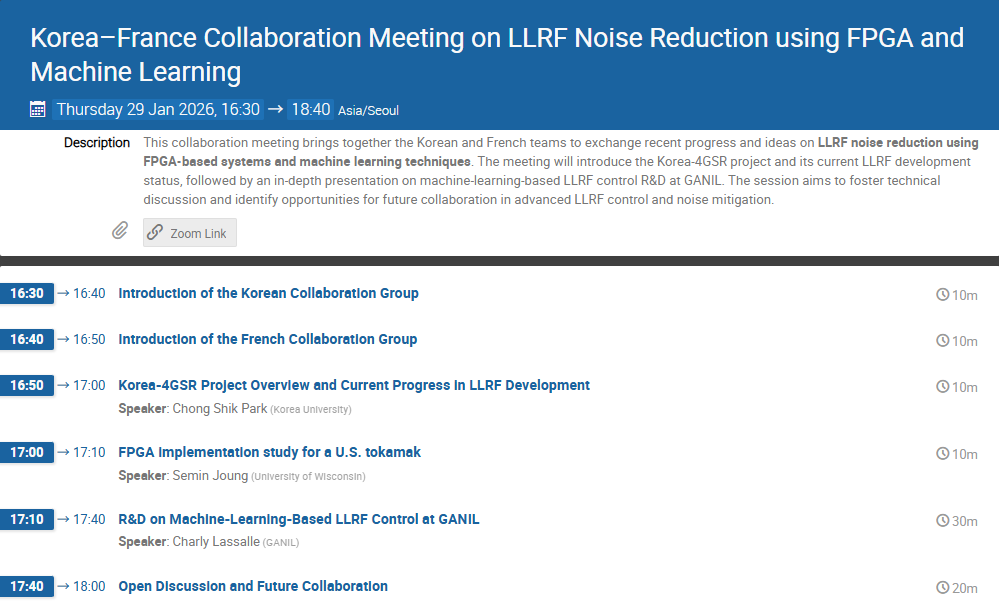 Korea–France Collaboration Meeting on LLRF Noise Reduction using FPGA and
Machine Learning
Thursday 29 Jan 2026, 16:30 → 18:40 Asia/Seoul
Description This collaboration meeting brings together the Korean and French teams to exchange recent progress and ideas on LLRF noise reduction using
FPGA-based systems and machine learning techniques. The meeting will introduce the Korea-4GSR project and its current LLRF development
status, followed by an in-depth presentation on machine-learning-based LLRF control R&D at GANIL. The session aims to foster technical
discussion and identify opportunities for future collaboration in advanced LLRF control and noise mitigation.
Zoom Link
16:30 → 16:40 Introduction of the Korean Collaboration Group 10m
16:40 → 16:50 Introduction of the French Collaboration Group 10m
16:50 → 17:00 Korea-4GSR Project Overview and Current Progress in LLRF Development 10m
Speaker: Chong Shik Park (Korea University)
17:00 → 17:10 FPGA implementation study for a U.S. tokamak 10m
Speaker: Semin Joung (University of Wisconsin)
17:10 → 17:40 R&D on Machine-Learning-Based LLRF Control at GANIL 30m
Speaker: Charly Lassalle (GANIL)
17:40 → 18:00 Open Discussion and Future Collaboration 20m